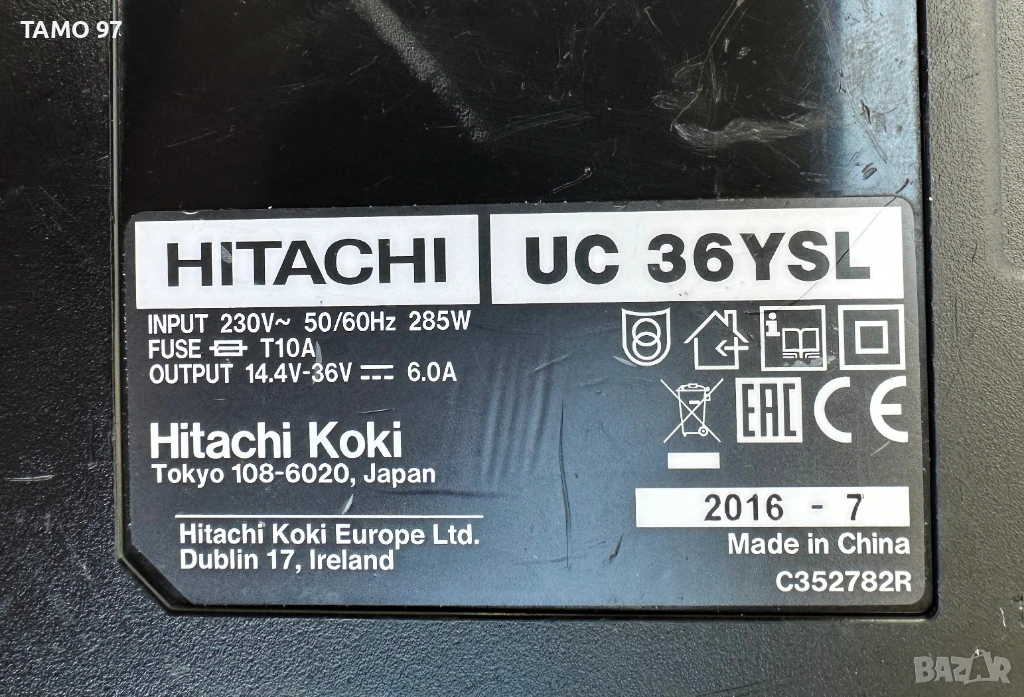 TAMO 97.
HITACHI
UC 36YSL
INPUT 230V~ 50/60Hz 285W
FUSE T10A
OUTPUT 14.4V-36V ⎓ 6.0A
i
EAC CE
Hitachi Koki
Tokyo 108-6020, Japan
2016 - 7
Hitachi Koki Europe Ltd.
Dublin 17, Ireland
Made in China
C352782R
BAZAR